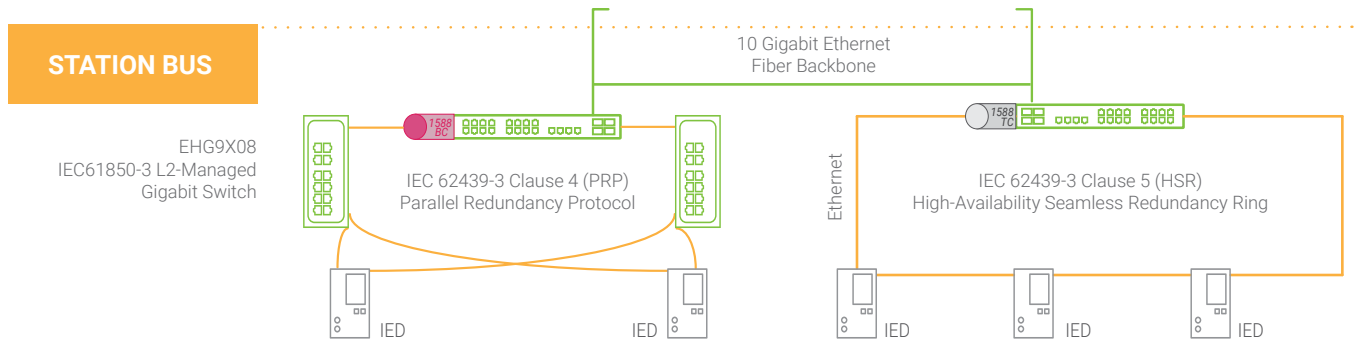 STATION BUS
10 Gigabit Ethernet
Fiber Backbone
EHG9X08
IEC61850-3 L2-Managed
Gigabit Switch
1588
BC
IEC 62439-3 Clause 4 (PRP)
Parallel Redundancy Protocol
IED
IED
1588
TC
Ethernet
IEC 62439-3 Clause 5 (HSR)
High-Availability Seamless Redundancy Ring
IED
IED
IED